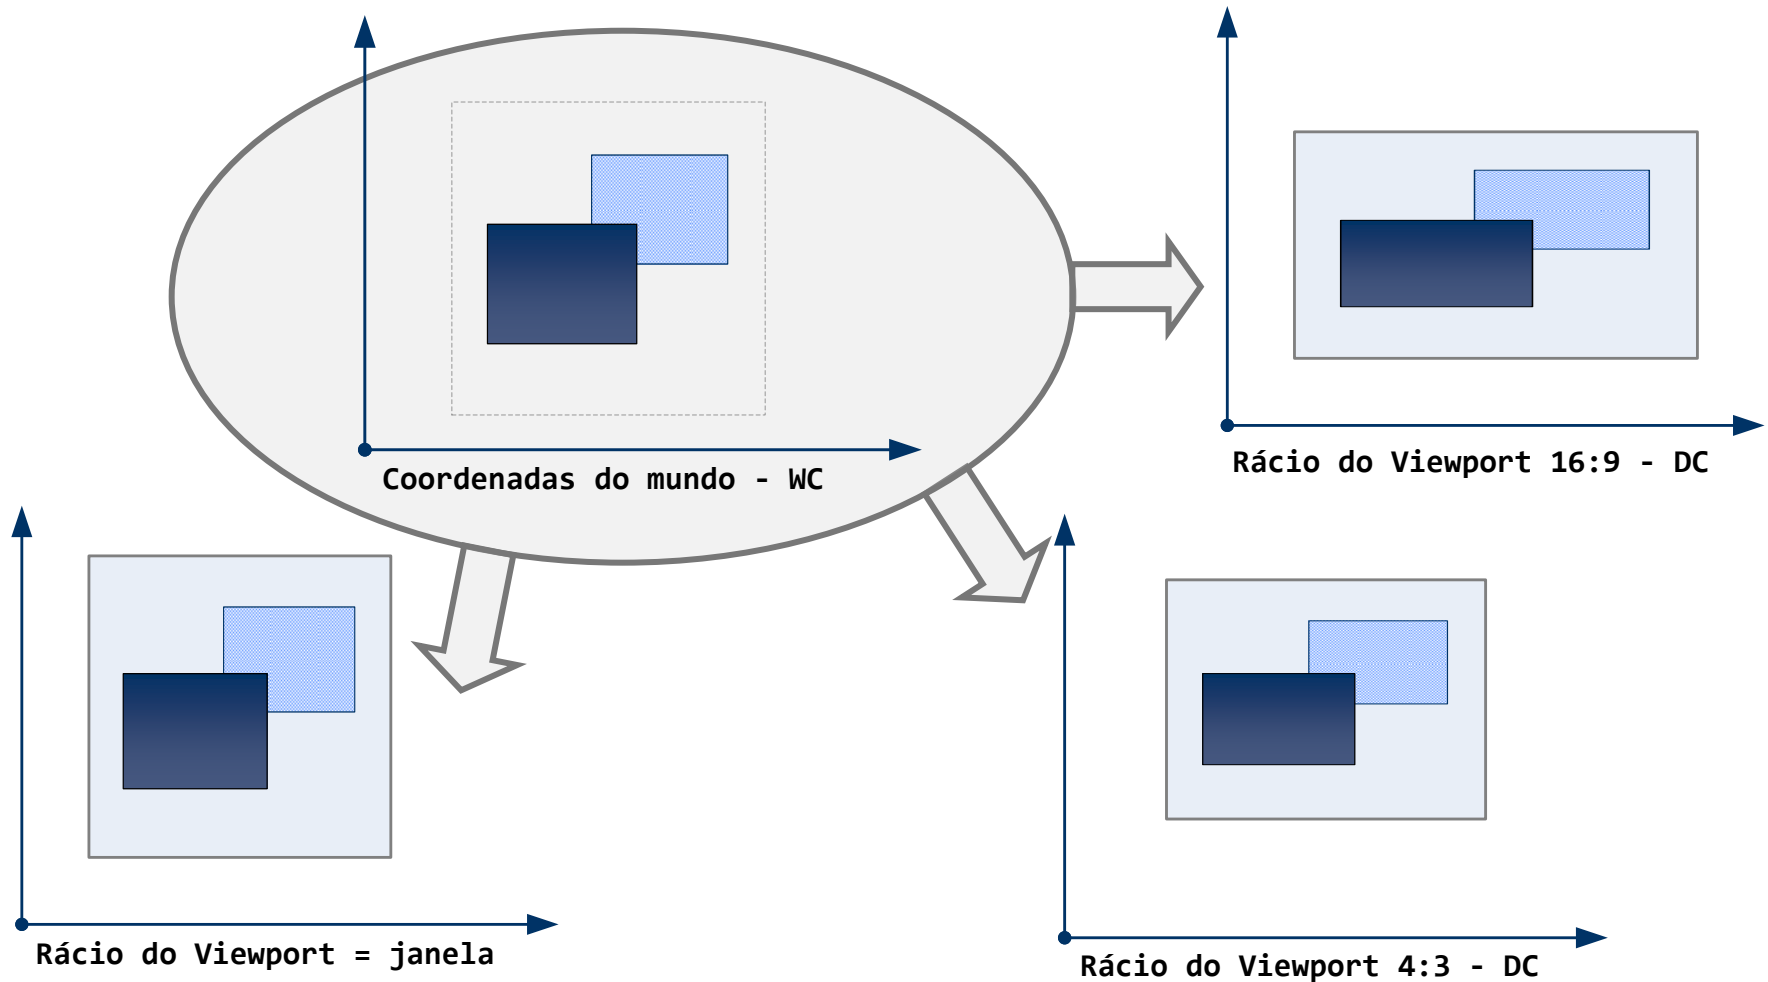 Coordenadas do mundo - WC
Rácio do Viewport 16:9 - DC
Rácio do Viewport = janela
Rácio do Viewport 4:3 - DC